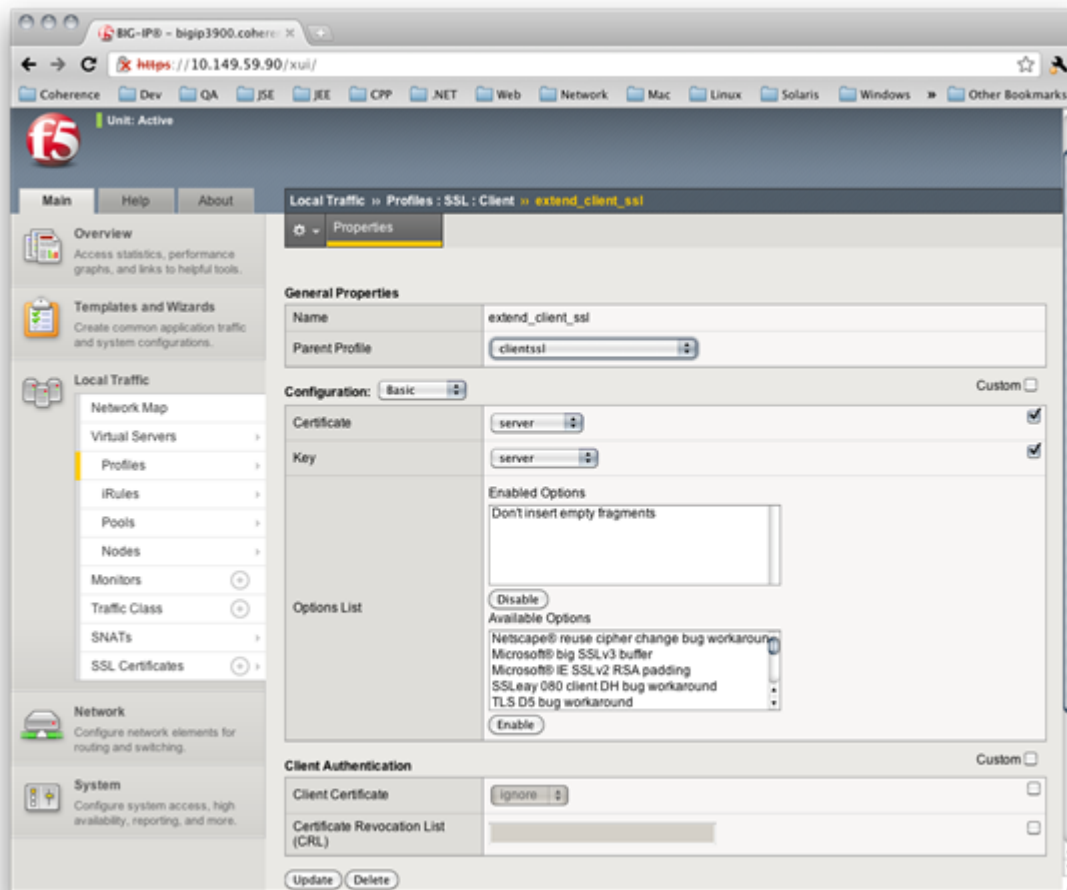 BIG-IP® - bigip3900.cohere
https://10.149.59.90/xui/
Coherence Dev QA JSE JEE CPP .NET Web Network Mac Linux Solaris Windows » Other Bookmarks
f5
Unit: Active
Main Help About
Local Traffic » Profiles : SSL : Client » extend_client_ssl
Properties
Overview
Access statistics, performance
graphs, and links to helpful tools.
Templates and Wizards
Create common application traffic
and system configurations.
Local Traffic
Network Map
Virtual Servers
Profiles
iRules
Pools
Nodes
Monitors
Traffic Class
SNATs
SSL Certificates
Network
Configure network elements for
routing and switching.
System
Configure system access, high
availability, reporting, and more.
General Properties
Name extend_client_ssl
Parent Profile clientssl
Configuration: Basic Custom
Certificate server
Key server
Options List
Enabled Options
Don't insert empty fragments
Disable
Available Options
Netscape® reuse cipher change bug workaround
Microsoft® big SSLv3 buffer
Microsoft® IE SSLv2 RSA padding
SSLeay 080 client DH bug workaround
TLS D5 bug workaround
Enable
Client Authentication Custom
Client Certificate ignore
Certificate Revocation List
(CRL)
Update Delete